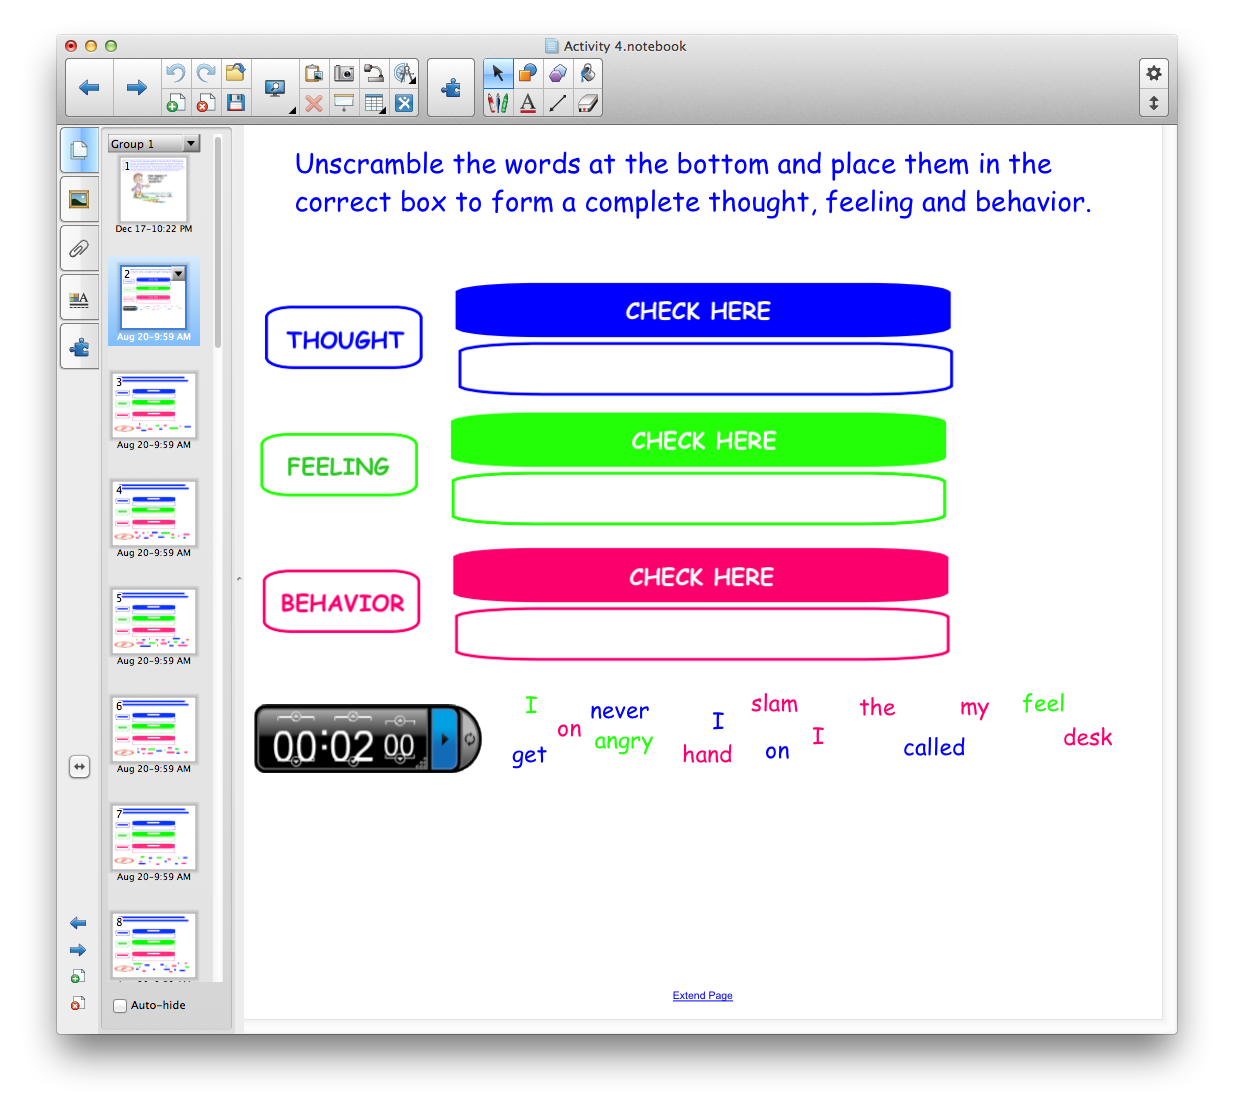 Activity 4.notebook
Group 1
1
Dec 17-10:22 PM
2
Aug 20-9:59 AM
3
Aug 20-9:59 AM
4
Aug 20-9:59 AM
5
Aug 20-9:59 AM
6
Aug 20-9:59 AM
7
Aug 20-9:59 AM
8
Auto-hide
Unscramble the words at the bottom and place them in the
correct box to form a complete thought, feeling and behavior.
THOUGHT
CHECK HERE
FEELING
CHECK HERE
BEHAVIOR
CHECK HERE
00:02 00
I never slam the my feel
on I I desk
get angry hand on called
Extend Page